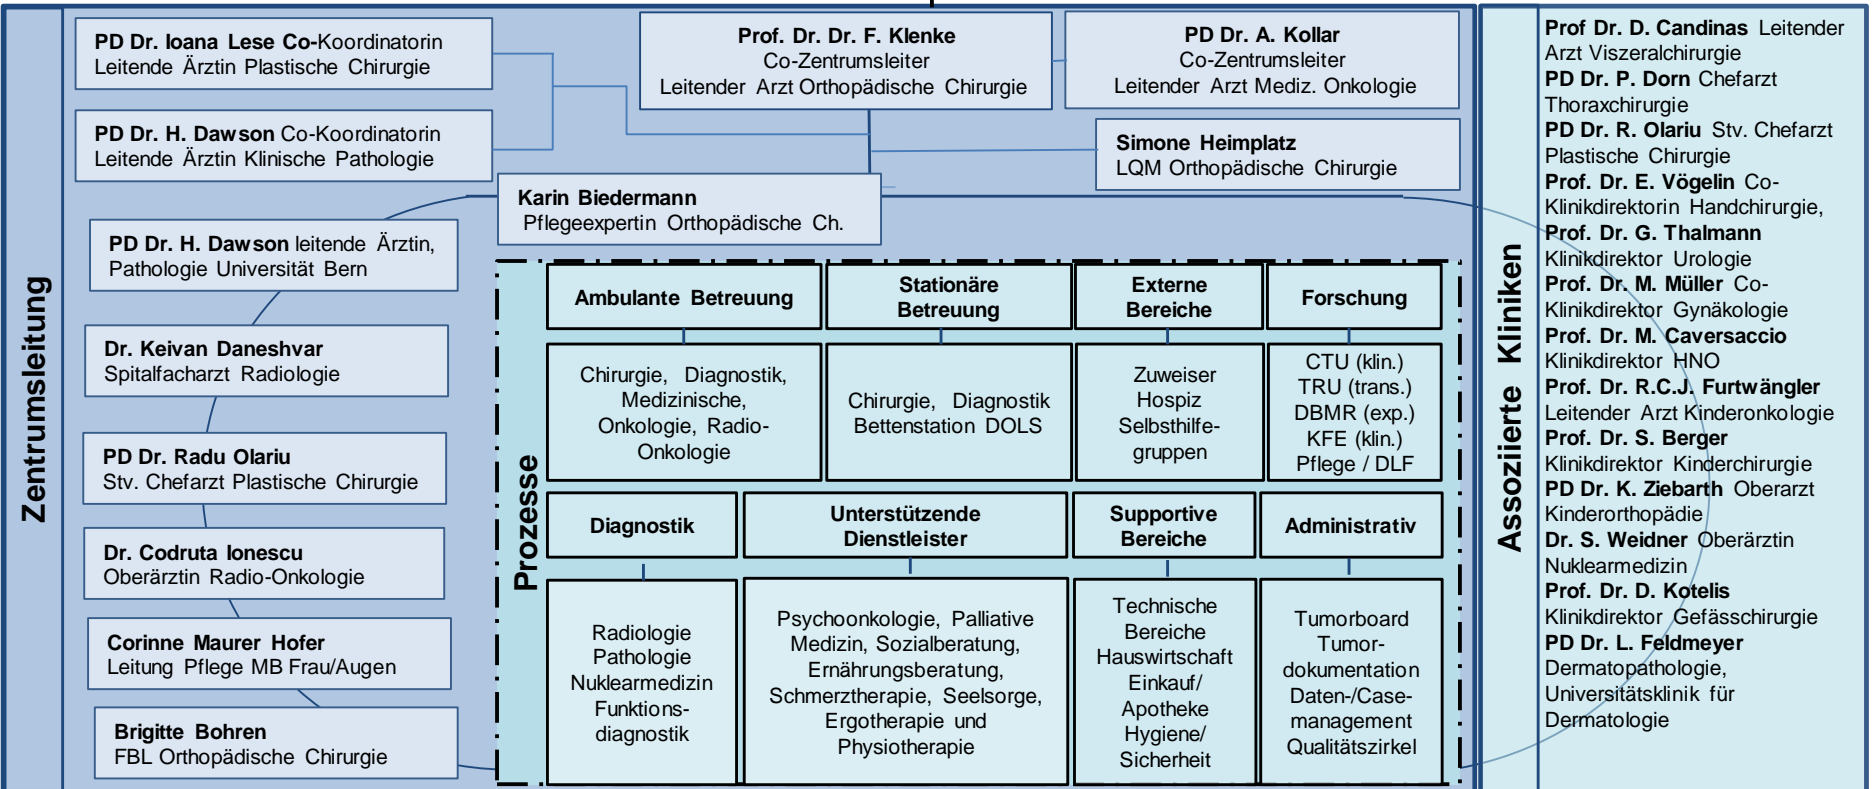 Zentrumsleitung
PD Dr. Ioana Lese Co-Koordinatorin
Leitende Ärztin Plastische Chirurgie
PD Dr. H. Dawson Co-Koordinatorin
Leitende Ärztin Klinische Pathologie
Prof. Dr. Dr. F. Klenke
Co-Zentrumsleiter
Leitender Arzt Orthopädische Chirurgie
PD Dr. A. Kollar
Co-Zentrumsleiter
Leitender Arzt Mediz. Onkologie
Simone Heimplatz
LQM Orthopädische Chirurgie
Karin Biedermann
Pflegeexpertin Orthopädische Ch.
PD Dr. H. Dawson leitende Ärztin,
Pathologie Universität Bern
Dr. Keivan Daneshvar
Spitalfacharzt Radiologie
PD Dr. Radu Olariu
Stv. Chefarzt Plastische Chirurgie
Dr. Codruta Ionescu
Oberärztin Radio-Onkologie
Corinne Maurer Hofer
Leitung Pflege MB Frau/Augen
Brigitte Bohren
FBL Orthopädische Chirurgie
Prozesse
Ambulante Betreuung
Chirurgie, Diagnostik,
Medizinische,
Onkologie, Radio-
Onkologie
Stationäre
Betreuung
Chirurgie, Diagnostik
Bettenstation DOLS
Externe
Bereiche
Zuweiser
Hospiz
Selbsthilfe-
gruppen
Forschung
CTU (klin.)
TRU (trans.)
DBMR (exp.)
KFE (klin.)
Pflege / DLF
Diagnostik
Radiologie
Pathologie
Nuklearmedizin
Funktions-
diagnostik
Unterstützende
Dienstleister
Psychoonkologie, Palliative
Medizin, Sozialberatung,
Ernährungsberatung,
Schmerztherapie, Seelsorge,
Ergotherapie und
Physiotherapie
Supportive
Bereiche
Technische
Bereiche
Hauswirtschaft
Einkauf/
Apotheke
Hygiene/
Sicherheit
Administrativ
Tumorboard
Tumor-
dokumentation
Daten-/Case-
management
Qualitätszirkel
Assoziierte Kliniken
Prof Dr. D. Candinas Leitender
Arzt Viszeralchirurgie
PD Dr. P. Dorn Chefarzt
Thoraxchirurgie
PD Dr. R. Olariu Stv. Chefarzt
Plastische Chirurgie
Prof. Dr. E. Vögelin Co-
Klinikdirektorin Handchirurgie,
Prof. Dr. G. Thalmann
Klinikdirektor Urologie
Prof. Dr. M. Müller Co-
Klinikdirektor Gynäkologie
Prof. Dr. M. Caversaccio
Klinikdirektor HNO
Prof. Dr. R.C.J. Furtwängler
Leitender Arzt Kinderonkologie
Prof. Dr. S. Berger
Klinikdirektor Kinderchirurgie
PD Dr. K. Ziebarth Oberarzt
Kinderorthopädie
Dr. S. Weidner Oberärztin
Nuklearmedizin
Prof. Dr. D. Kotelis
Klinikdirektor Gefässchirurgie
PD Dr. L. Feldmeyer
Dermatopathologie,
Universitätsklinik für
Dermatologie